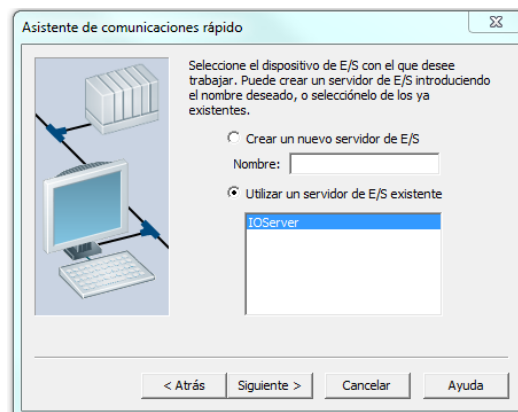 Asistente de comunicaciones rápido
Seleccione el dispositivo de E/S con el que desee
trabajar. Puede crear un servidor de E/S introduciendo
el nombre deseado, o selecciónelo de los ya
existentes.
Crear un nuevo servidor de E/S
Nombre:
Utilizar un servidor de E/S existente
IOServer
< Atrás Siguiente > Cancelar Ayuda